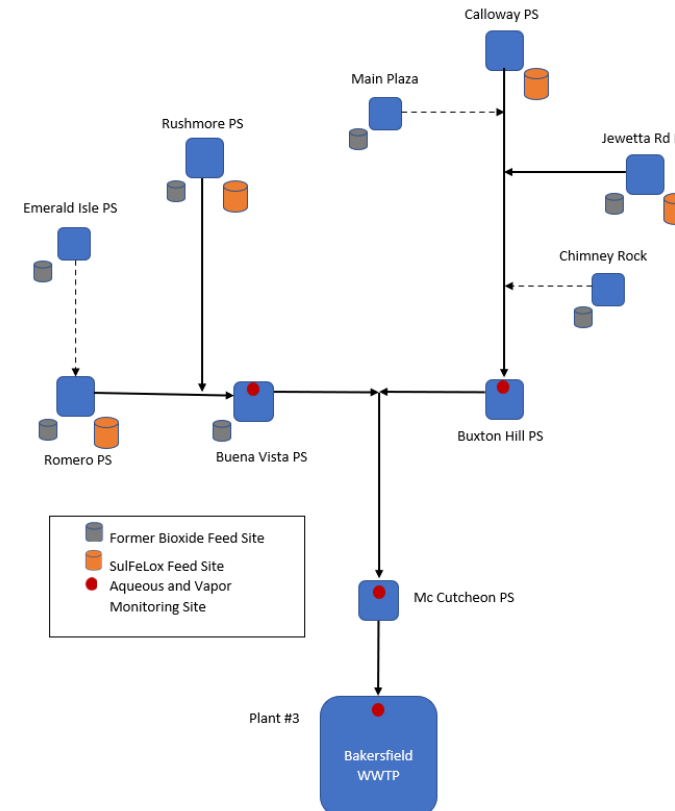 Calloway PS
Main Plaza
Rushmore PS
Jewetta Rd
Emerald Isle PS
Chimney Rock
Romero PS
Buena Vista PS
Buxton Hill PS
Former Bioxide Feed Site
SulFeLox Feed Site
Aqueous and Vapor
Monitoring Site
Mc Cutcheon PS
Plant #3
Bakersfield
WWTP